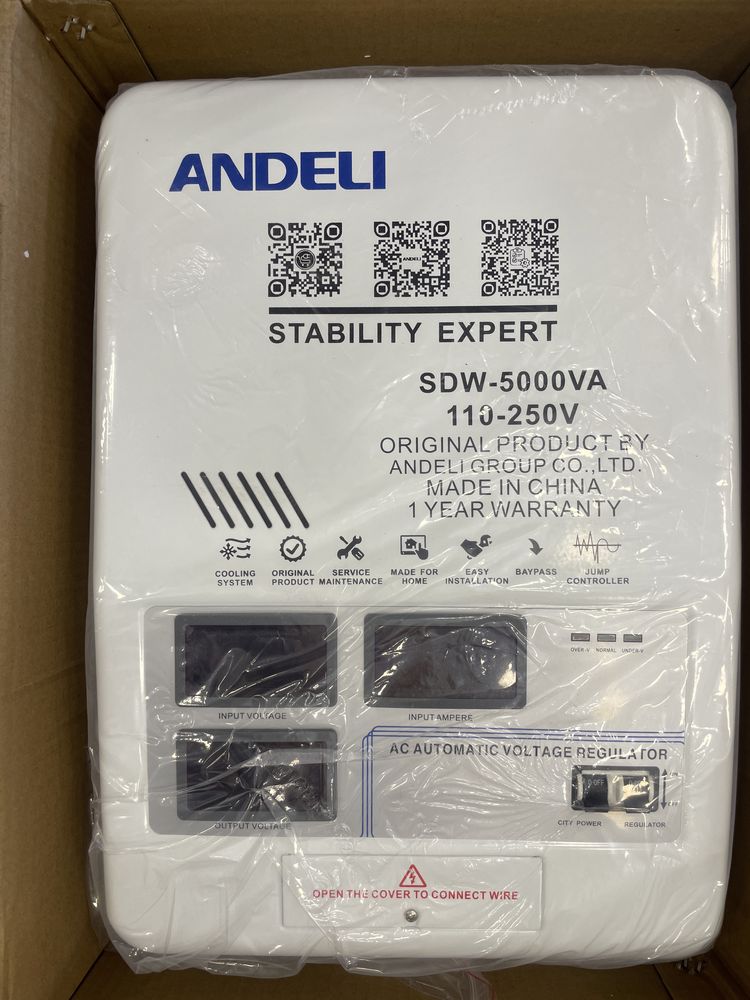 ANDELI
ANDELI
STABILITY EXPERT
SDW-5000VA
110-250V
ORIGINAL PRODUCT BY
ANDELI GROUP CO.,LTD.
MADE IN CHINA
1 YEAR WARRANTY
COOLING SYSTEM
ORIGINAL PRODUCT
SERVICE MAINTENANCE
MADE FOR HOME
EASY INSTALLATION
BAYPASS
JUMP CONTROLLER
OVER-V NORMAL UNDER-V
INPUT VOLTAGE
INPUT AMPERE
AC AUTOMATIC VOLTAGE REGULATOR
OUTPUT VOLTAGE
CITY POWER REGULATOR
OPEN THE COVER TO CONNECT WIRE